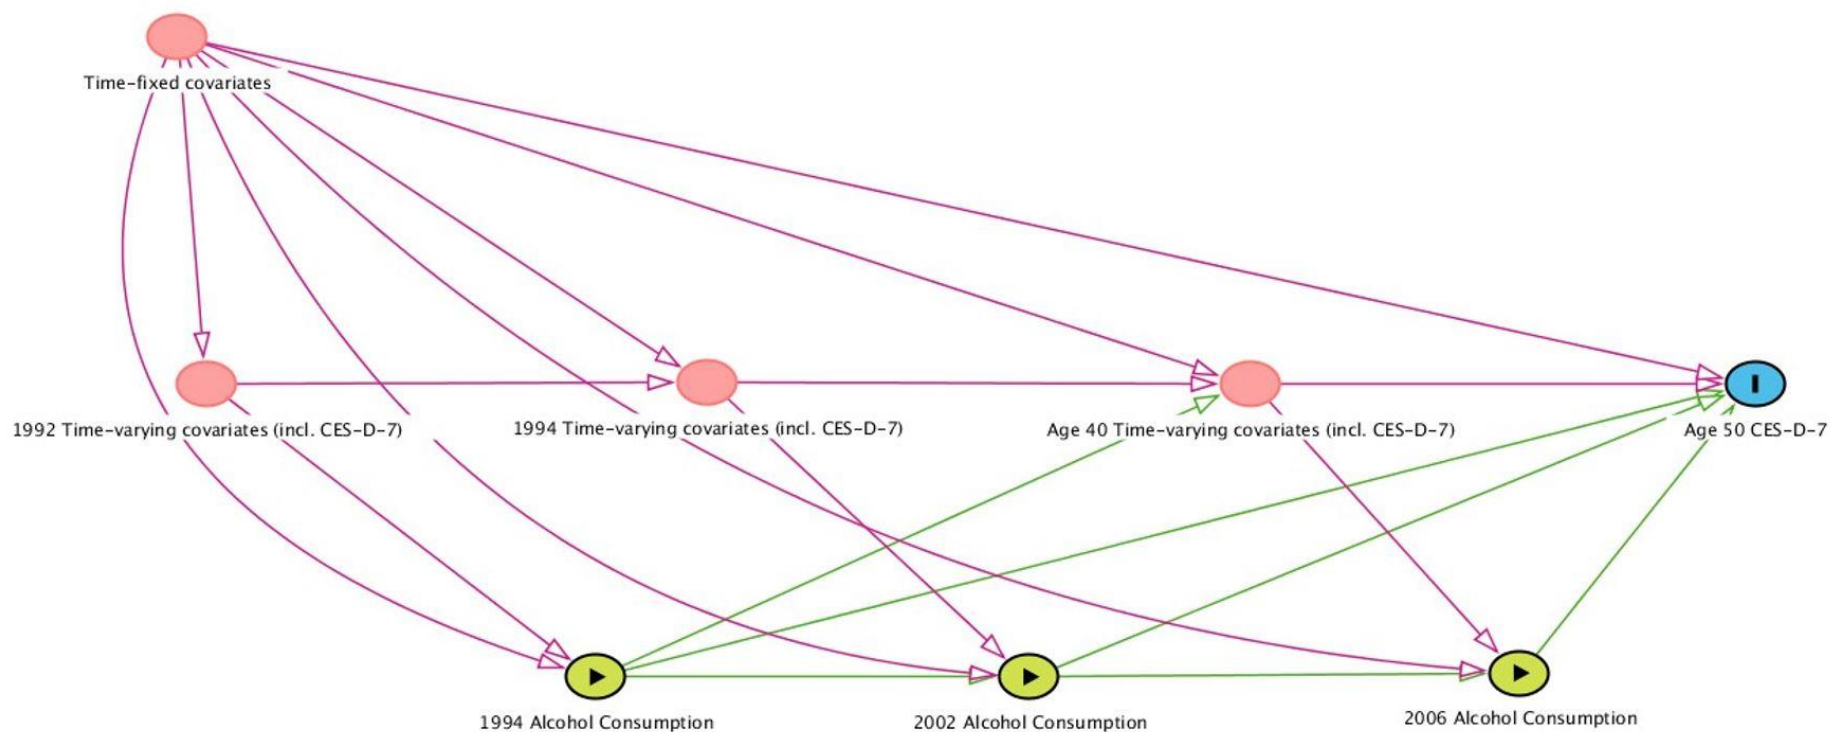 Time-fixed covariates
1992 Time-varying covariates (incl. CES-D-7)
1994 Time-varying covariates (incl. CES-D-7)
Age 40 Time-varying covariates (incl. CES-D-7)
Age 50 CES-D-7
1994 Alcohol Consumption
2002 Alcohol Consumption
2006 Alcohol Consumption